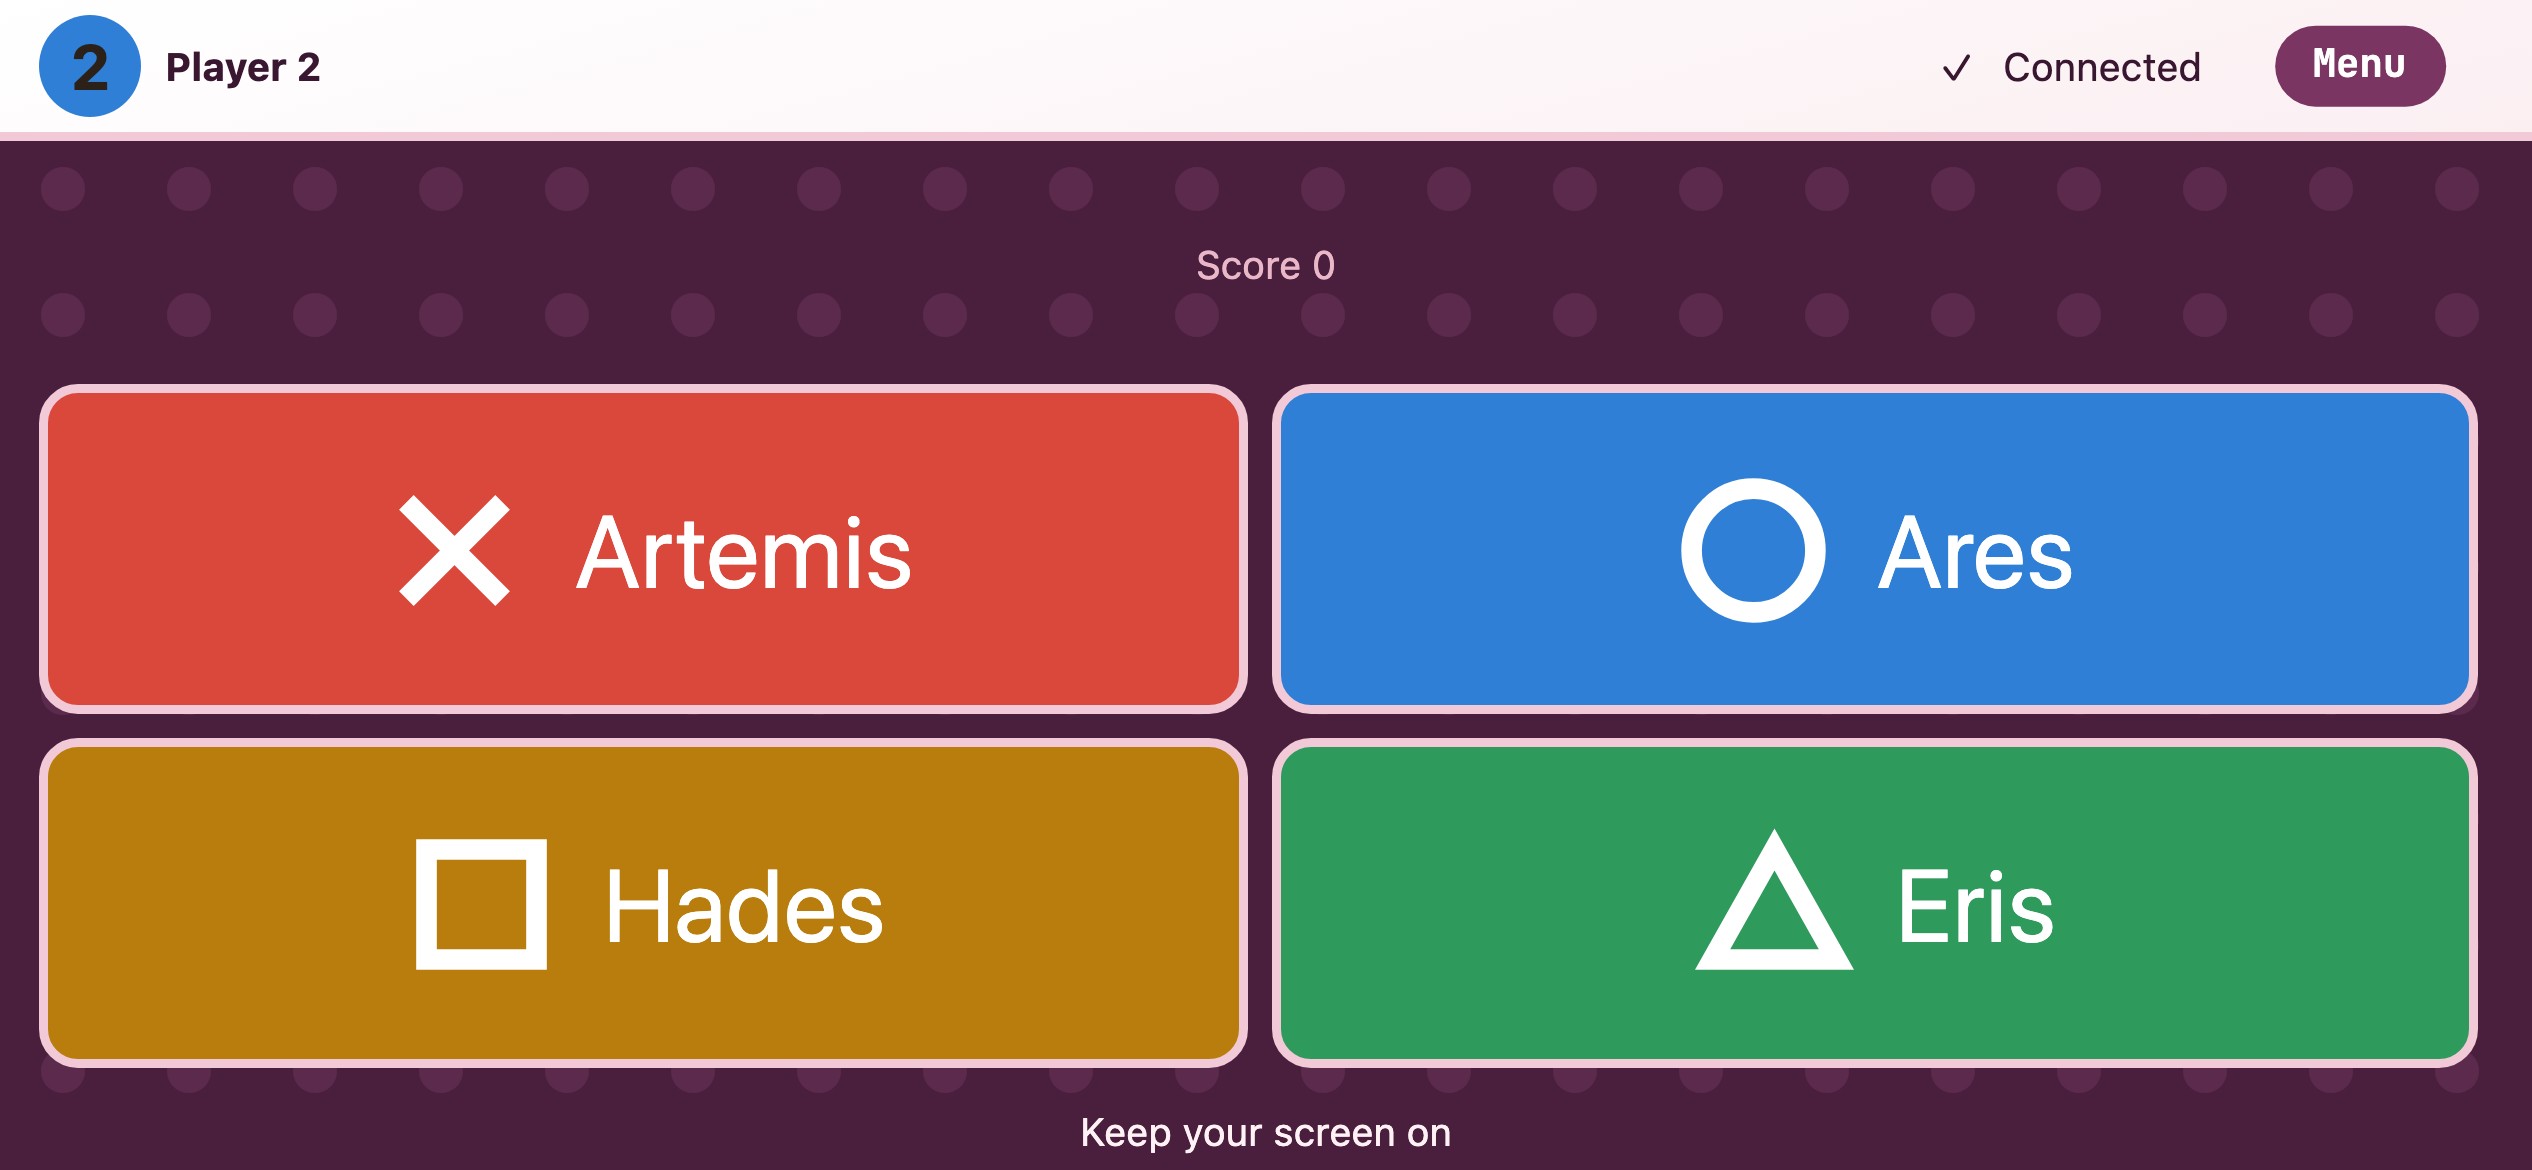 2 Player 2
✓ Connected
Menu
Score 0
Artemis
Ares
Hades
Eris
Keep your screen on